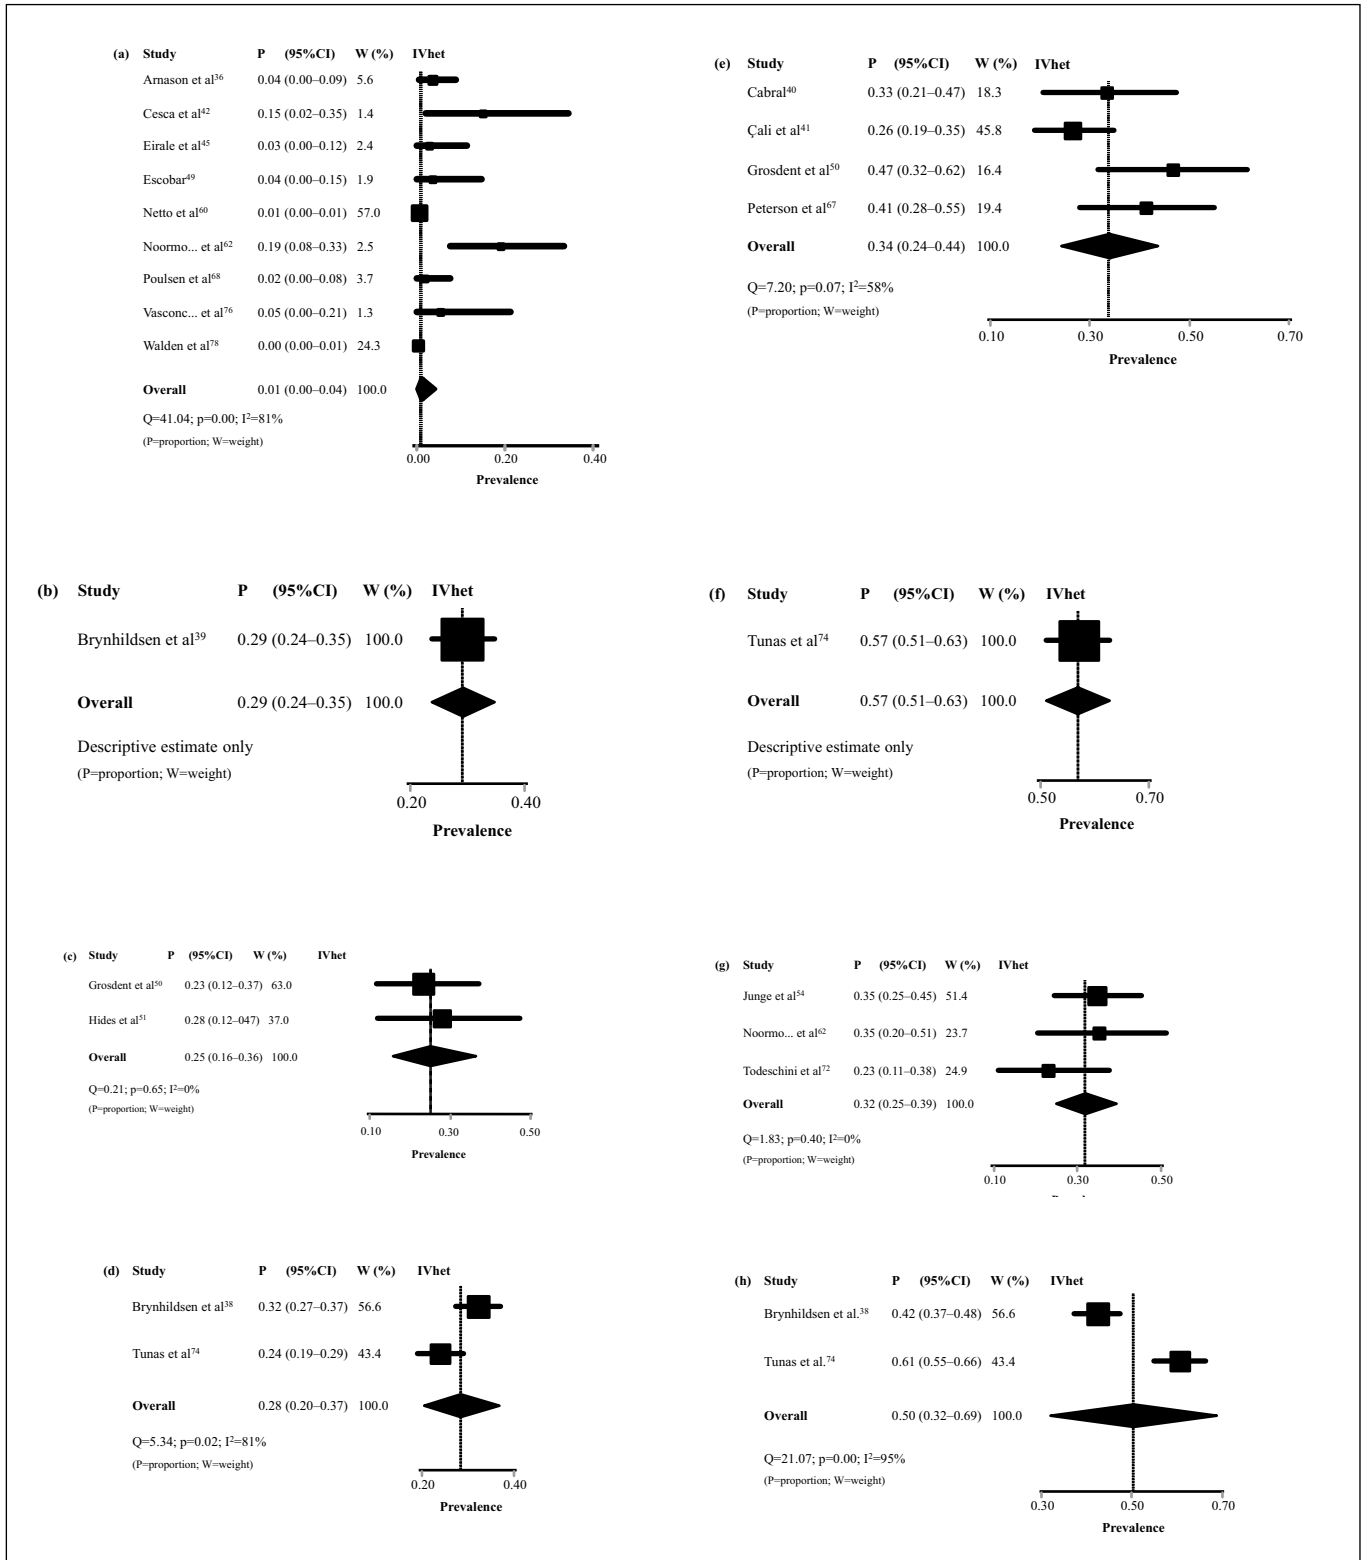 (a) Study P (95%CI) W (%) IVhet
Arnason et al³⁶ 0.04 (0.00–0.09) 5.6
Cesca et al⁴² 0.15 (0.02–0.35) 1.4
Eirale et al⁴⁵ 0.03 (0.00–0.12) 2.4
Escobar⁴⁹ 0.04 (0.00–0.15) 1.9
Netto et al⁶⁰ 0.01 (0.00–0.01) 57.0
Noormo... et al⁶² 0.19 (0.08–0.33) 2.5
Poulsen et al⁶⁸ 0.02 (0.00–0.08) 3.7
Vasconc... et al⁷⁶ 0.05 (0.00–0.21) 1.3
Walden et al⁷⁸ 0.00 (0.00–0.01) 24.3
Overall 0.01 (0.00–0.04) 100.0
Q=41.04; p=0.00; I²=81%
(P=proportion; W=weight)
0.00 0.20 0.40
Prevalence
(e) Study P (95%CI) W (%) IVhet
Cabral⁴⁰ 0.33 (0.21–0.47) 18.3
Çali et al⁴¹ 0.26 (0.19–0.35) 45.8
Grosdent et al⁵⁰ 0.47 (0.32–0.62) 16.4
Peterson et al⁶⁷ 0.41 (0.28–0.55) 19.4
Overall 0.34 (0.24–0.44) 100.0
Q=7.20; p=0.07; I²=58%
(P=proportion; W=weight)
0.10 0.30 0.50 0.70
Prevalence
(b) Study P (95%CI) W (%) IVhet
Brynhildsen et al³⁹ 0.29 (0.24–0.35) 100.0
Overall 0.29 (0.24–0.35) 100.0
Descriptive estimate only
(P=proportion; W=weight)
0.20 0.40
Prevalence
(f) Study P (95%CI) W (%) IVhet
Tunas et al⁷⁴ 0.57 (0.51–0.63) 100.0
Overall 0.57 (0.51–0.63) 100.0
Descriptive estimate only
(P=proportion; W=weight)
0.50 0.70
Prevalence
(c) Study P (95%CI) W (%) IVhet
Grosdent et al⁵⁰ 0.23 (0.12–0.37) 63.0
Hides et al⁵¹ 0.28 (0.12–047) 37.0
Overall 0.25 (0.16–0.36) 100.0
Q=0.21; p=0.65; I²=0%
(P=proportion; W=weight)
0.10 0.30 0.50
Prevalence
(g) Study P (95%CI) W (%) IVhet
Junge et al⁵⁴ 0.35 (0.25–0.45) 51.4
Noormo... et al⁶² 0.35 (0.20–0.51) 23.7
Todeschini et al⁷² 0.23 (0.11–0.38) 24.9
Overall 0.32 (0.25–0.39) 100.0
Q=1.83; p=0.40; I²=0%
(P=proportion; W=weight)
0.10 0.30 0.50
(d) Study P (95%CI) W (%) IVhet
Brynhildsen et al³⁸ 0.32 (0.27–0.37) 56.6
Tunas et al⁷⁴ 0.24 (0.19–0.29) 43.4
Overall 0.28 (0.20–0.37) 100.0
Q=5.34; p=0.02; I²=81%
(P=proportion; W=weight)
0.20 0.40
Prevalence
(h) Study P (95%CI) W (%) IVhet
Brynhildsen et al.³⁸ 0.42 (0.37–0.48) 56.6
Tunas et al.⁷⁴ 0.61 (0.55–0.66) 43.4
Overall 0.50 (0.32–0.69) 100.0
Q=21.07; p=0.00; I²=95%
(P=proportion; W=weight)
0.30 0.50 0.70
Prevalence